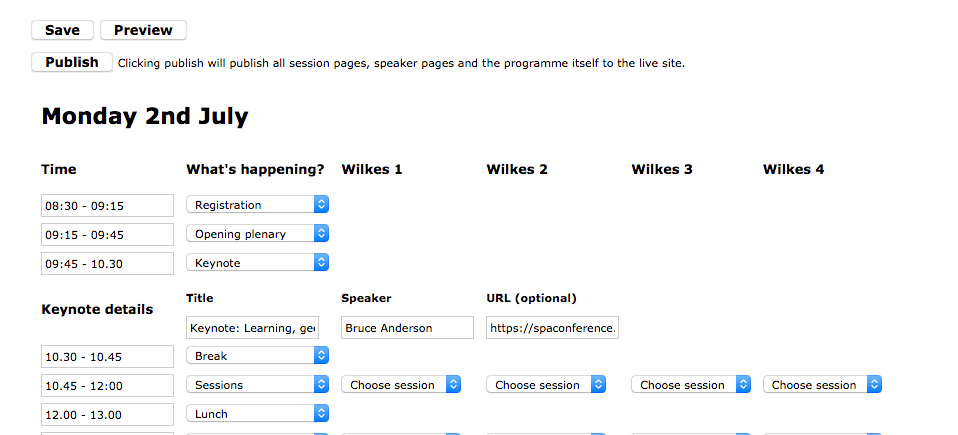 Save Preview
Publish Clicking publish will publish all session pages, speaker pages and the programme itself to the live site.
Monday 2nd July
Time What's happening? Wilkes 1 Wilkes 2 Wilkes 3 Wilkes 4
08:30 - 09:15 Registration
09:15 - 09:45 Opening plenary
09:45 - 10.30 Keynote
Keynote details Title Speaker URL (optional)
Keynote: Learning, Bruce Anderson https://spaconference.
10.30 - 10.45 Break
10.45 - 12:00 Sessions Choose session Choose session Choose session Choose session
12.00 - 13.00 Lunch